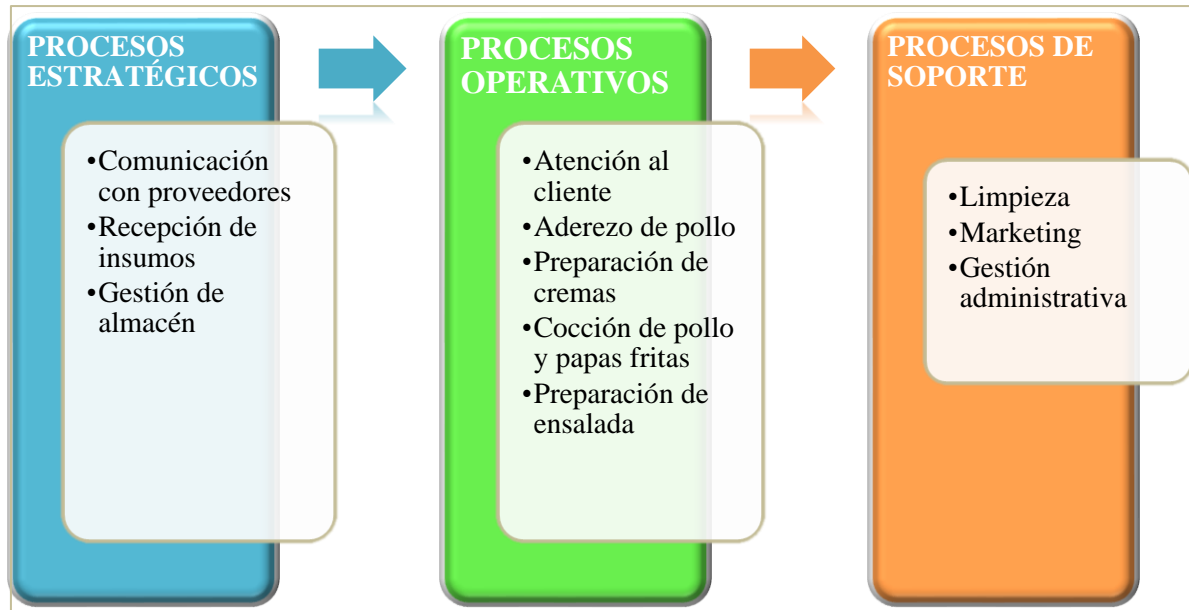 PROCESOS
ESTRATÉGICOS
•Comunicación
con proveedores
•Recepción de
insumos
•Gestión de
almacén
PROCESOS
OPERATIVOS
•Atención al
cliente
•Aderezo de pollo
•Preparación de
cremas
•Cocción de pollo
y papas fritas
•Preparación de
ensalada
PROCESOS DE
SOPORTE
•Limpieza
•Marketing
•Gestión
administrativa